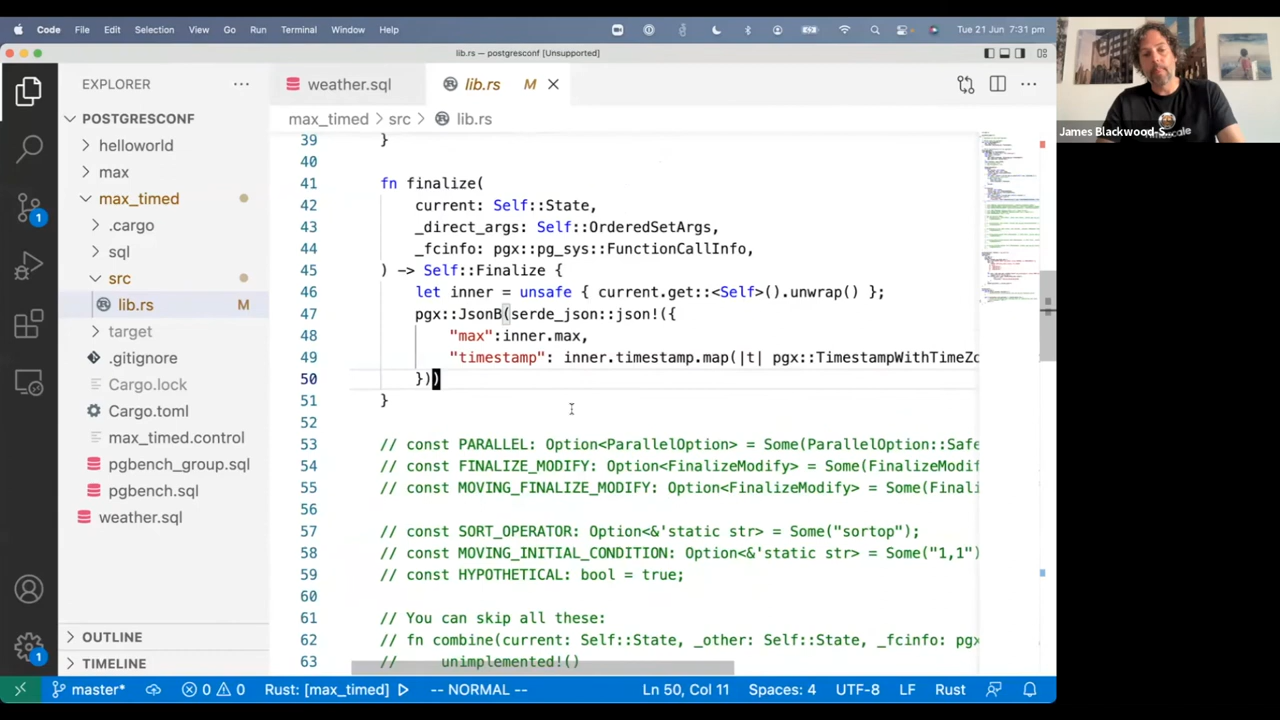 Code File Edit Selection View Go Run Terminal Window Help Tue 21 Jun 7:31 pm
lib.rs — postgresconf [Unsupported]
EXPLORER
weather.sql
lib.rs M
POSTGRESCONF
max_timed > src > lib.rs
helloworld
max
max_timed
.cargo
sql
src
lib.rs M
target
.gitignore
Cargo.lock
Cargo.toml
max_timed.control
pgbench_group.sql
pgbench.sql
weather.sql
OUTLINE
TIMELINE
1
1
39 }
40
41 fn finalize(
42 current: Self::State,
43 _direct_args: Self::OrderedSetArgs,
44 _fcinfo: pgx::pg_sys::FunctionCallInfo,
45 ) -> Self::Finalize {
46 let inner = unsafe { current.get::<Self>().unwrap() };
47 pgx::JsonB(serde_json::json!({
48 "max":inner.max,
49 "timestamp": inner.timestamp.map(|t| pgx::TimestampWithTimeZo
50 }))
51 }
52
53 // const PARALLEL: Option<ParallelOption> = Some(ParallelOption::Safe
54 // const FINALIZE_MODIFY: Option<FinalizeModify> = Some(FinalizeModif
55 // const MOVING_FINALIZE_MODIFY: Option<FinalizeModify> = Some(Finali
56
57 // const SORT_OPERATOR: Option<&'static str> = Some("sortop");
58 // const MOVING_INITIAL_CONDITION: Option<&'static str> = Some("1,1")
59 // const HYPOTHETICAL: bool = true;
60
61 // You can skip all these:
62 // fn combine(current: Self::State, _other: Self::State, _fcinfo: pgx
63 // unimplemented!()
master* 0 0 Rust: [max_timed] -- NORMAL -- Ln 50, Col 11 Spaces: 4 UTF-8 LF Rust
James Blackwood-S